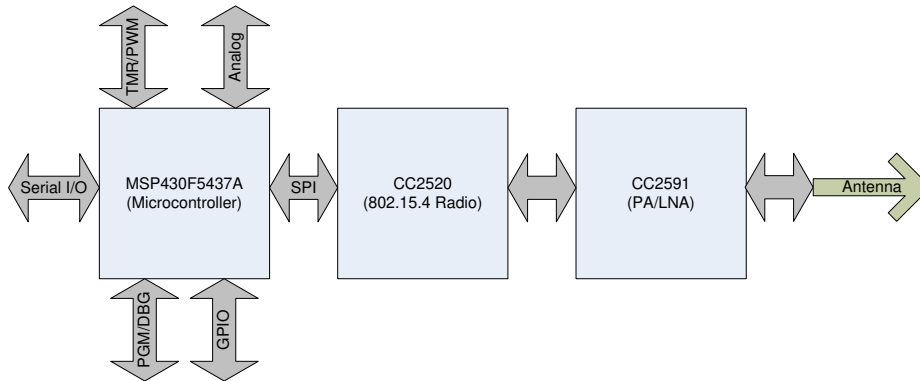 TMR/PWM
Analog
Serial I/O
MSP430F5437A
(Microcontroller)
SPI
CC2520
(802.15.4 Radio)
CC2591
(PA/LNA)
Antenna
PGM/DBG
GPIO